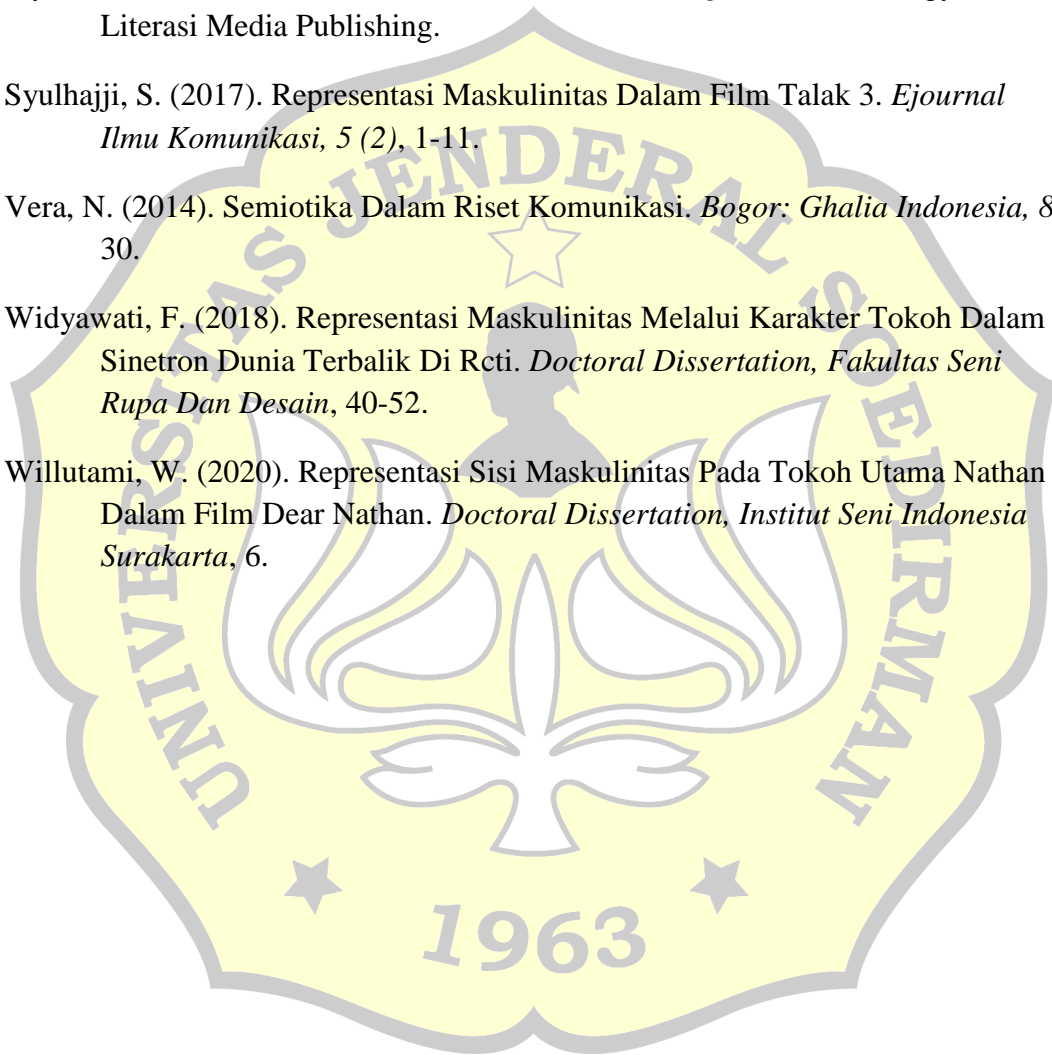 Literasi Media Publishing.
Syulhajji, S. (2017). Representasi Maskulinitas Dalam Film Talak 3. Ejournal
Ilmu Komunikasi, 5 (2), 1-11.
Vera, N. (2014). Semiotika Dalam Riset Komunikasi. Bogor: Ghalia Indonesia, 8
30.
Widyawati, F. (2018). Representasi Maskulinitas Melalui Karakter Tokoh Dalam
Sinetron Dunia Terbalik Di Rcti. Doctoral Dissertation, Fakultas Seni
Rupa Dan Desain, 40-52.
Willutami, W. (2020). Representasi Sisi Maskulinitas Pada Tokoh Utama Nathan
Dalam Film Dear Nathan. Doctoral Dissertation, Institut Seni Indonesia
Surakarta, 6.
UNIVERSITAS JENDERAL SOEDIRMAN
1963